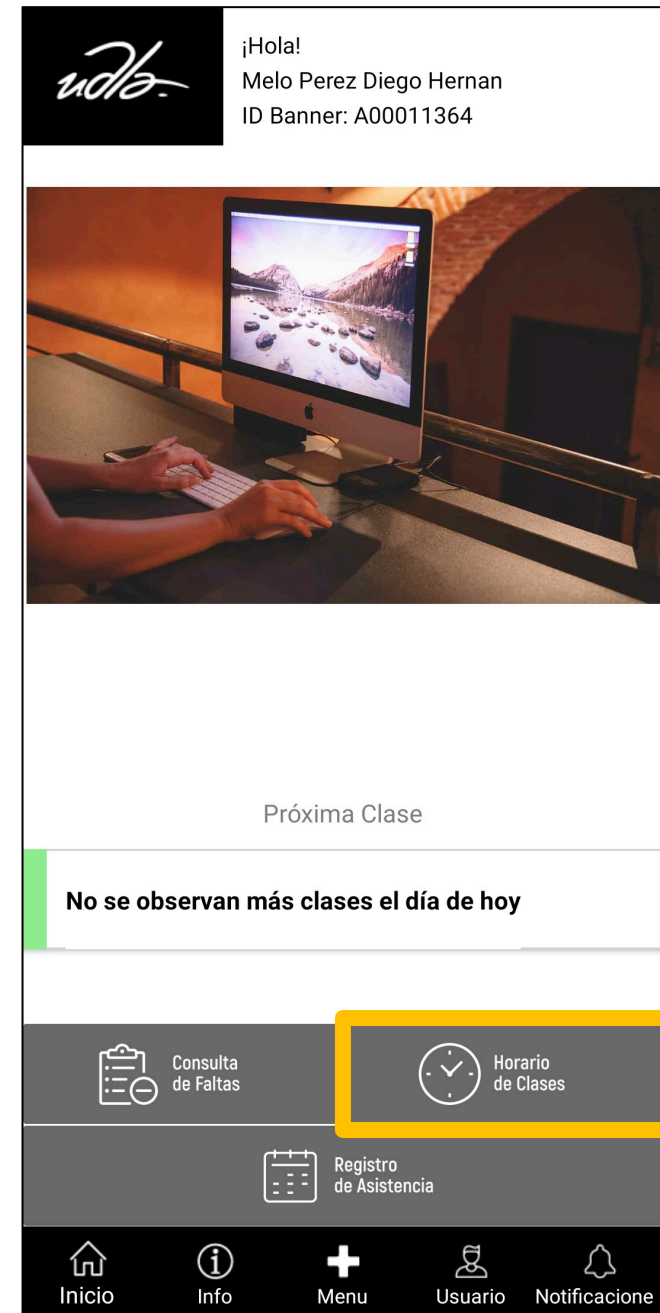 udla-
¡Hola!
Melo Perez Diego Hernan
ID Banner: A00011364
Próxima Clase
No se observan más clases el día de hoy
Consulta
de Faltas
Horario
de Clases
Registro
de Asistencia
Inicio
Info
Menu
Usuario
Notificacione